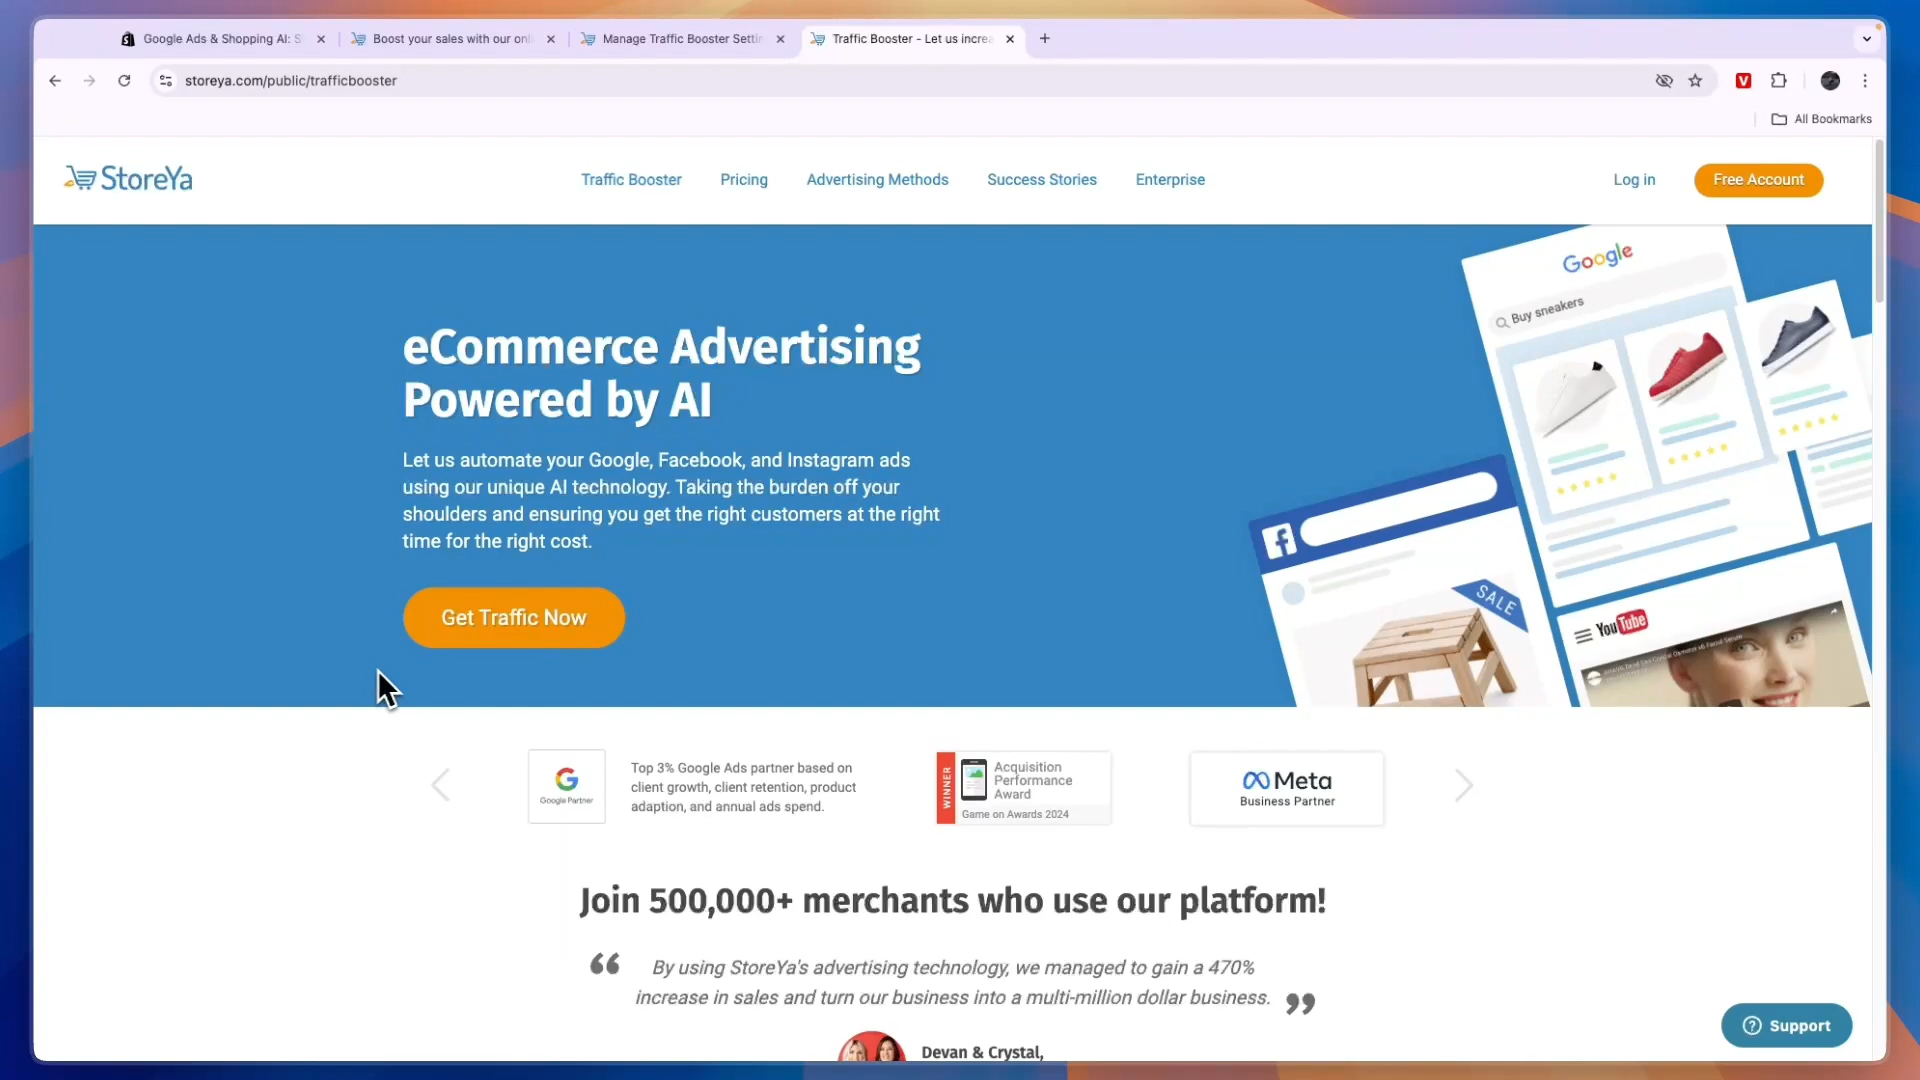 Google Ads & Shopping AI: S
Boost your sales with our onl
Manage Traffic Booster Settin
Traffic Booster - Let us increa
storeya.com/public/trafficbooster
All Bookmarks
StoreYa
Traffic Booster
Pricing
Advertising Methods
Success Stories
Enterprise
Log in
Free Account
eCommerce Advertising
Powered by AI
Let us automate your Google, Facebook, and Instagram ads
using our unique AI technology. Taking the burden off your
shoulders and ensuring you get the right customers at the right
time for the right cost.
Get Traffic Now
Google
Buy sneakers
SALE
YouTube
Google Partner
Top 3% Google Ads partner based on
client growth, client retention, product
adaption, and annual ads spend.
WINNER
Acquisition
Performance
Award
Game on Awards 2024
Meta
Business Partner
Join 500,000+ merchants who use our platform!
“ By using StoreYa's advertising technology, we managed to gain a 470%
increase in sales and turn our business into a multi-million dollar business. ”
Devan & Crystal,
Support